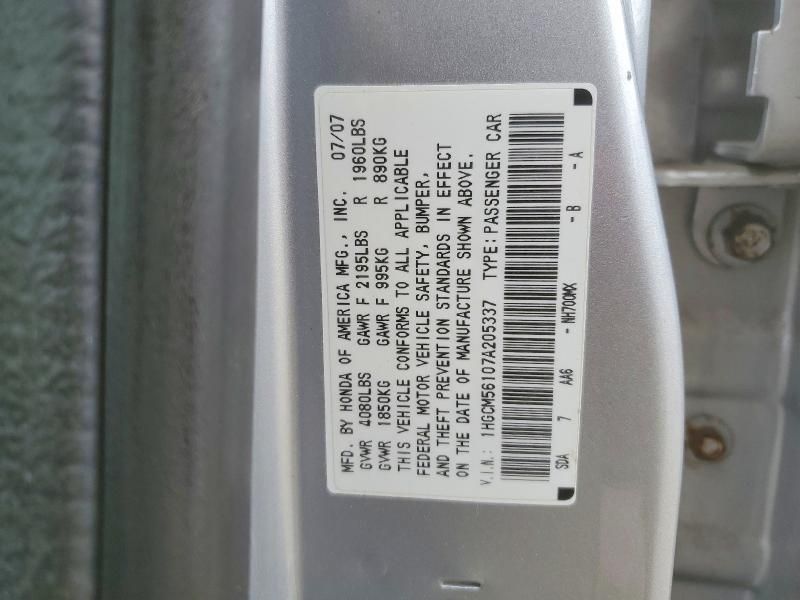 MFD. BY HONDA OF AMERICA MFG., INC. 07/07
GVWR 4080LBS GAWR F 2195LBS R 1960LBS
GVWR 1850KG GAWR F 995KG R 890KG
THIS VEHICLE CONFORMS TO ALL APPLICABLE
FEDERAL MOTOR VEHICLE SAFETY, BUMPER,
AND THEFT PREVENTION STANDARDS IN EFFECT
ON THE DATE OF MANUFACTURE SHOWN ABOVE.
V.I.N.: 1HGCM56107A205337 TYPE: PASSENGER CAR
SDA 7 AA6 - NH700MX - B - A